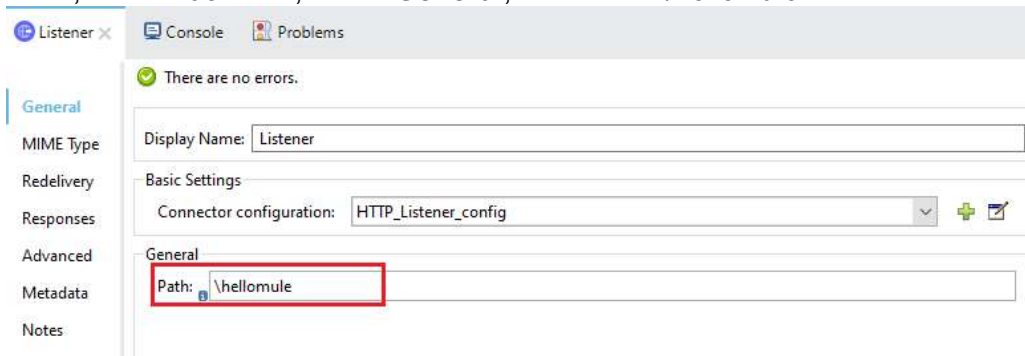 Listener
Console
Problems
There are no errors.
General
MIME Type
Display Name: Listener
Redelivery
Basic Settings
Responses
Connector configuration: HTTP_Listener_config
Advanced
General
Metadata
Path: \hellomule
Notes